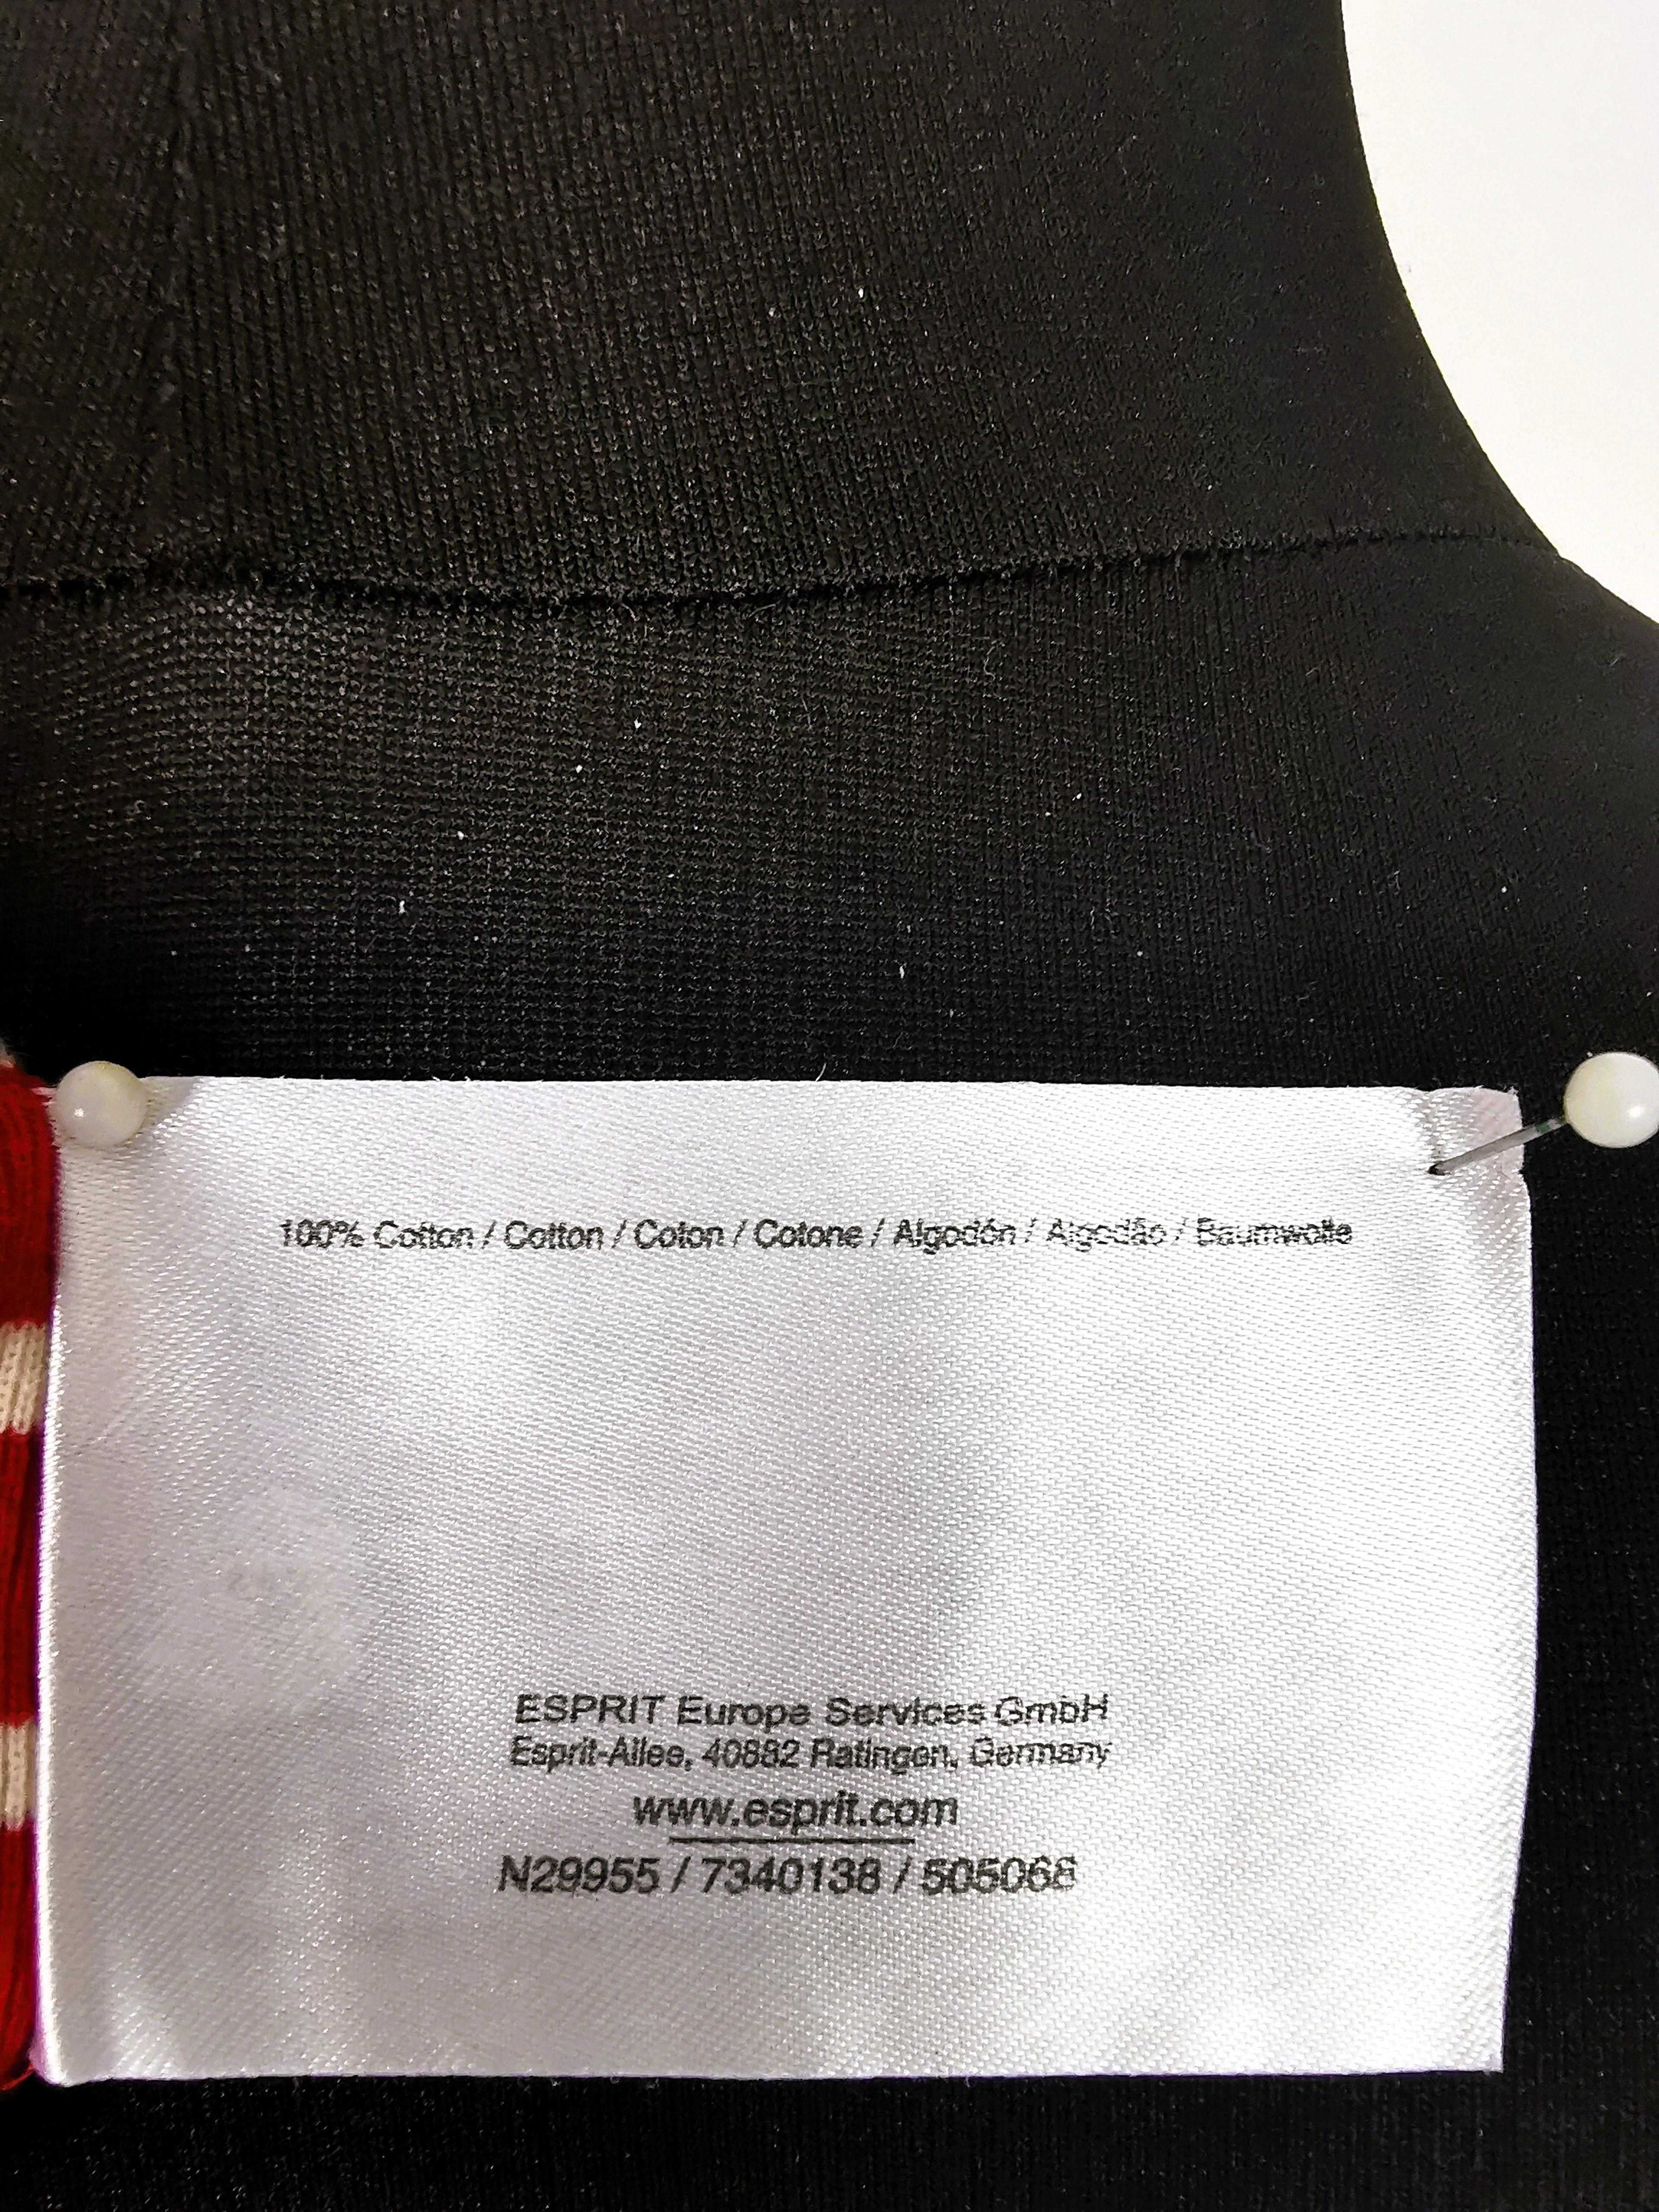 100% Cotton / Cotton / Coton / Cotone / Algodón / Algodão / Baumwolle
ESPRIT Europe Services GmbH
Esprit-Allee, 40882 Ratingen, Germany
www.esprit.com
N29955 / 7340138 / 505068